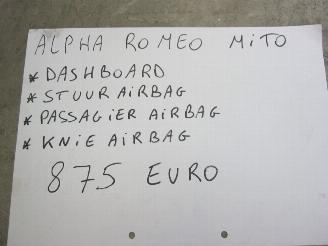 ALPHA ROMEO MiTO
* DASHBOARD
* STUUR AiRBAG
* PASSAGiER AiRBAG
* KNiE AiRBAG
875 EURO